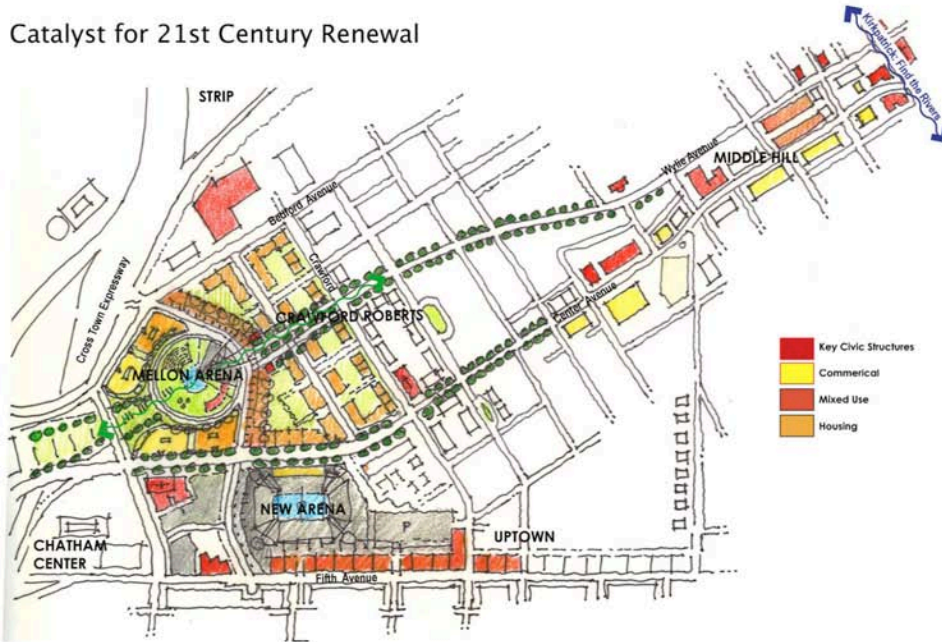 Catalyst for 21st Century Renewal
Kirkpatrick: Find the Rivers
STRIP
Wylie Avenue
MIDDLE HILL
Bedford Avenue
Crawford
CRAWFORD ROBERTS
Center Avenue
Cross Town Expressway
MELLON ARENA
Key Civic Structures
Commerical
Mixed Use
Housing
NEW ARENA
P
UPTOWN
CHATHAM
CENTER
Fifth Avenue